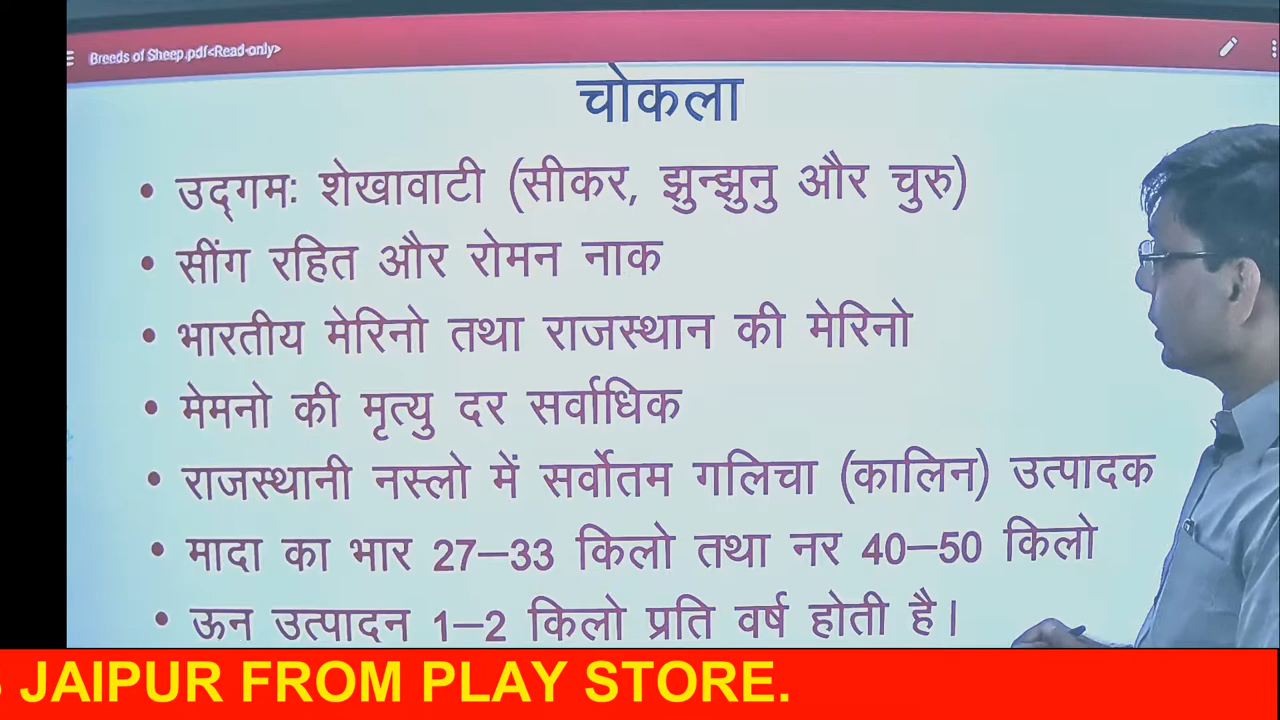 Breeds of Sheep.pdf<Read-only>
चोकला
• उद्गमः शेखावाटी (सीकर, झुन्झुनु और चुरु)
• सींग रहित और रोमन नाक
• भारतीय मेरिनो तथा राजस्थान की मेरिनो
• मेमनो की मृत्यु दर सर्वाधिक
• राजस्थानी नस्लो में सर्वोतम गलिचा (कालिन) उत्पादक
• मादा का भार 27–33 किलो तथा नर 40–50 किलो
• ऊन उत्पादन 1–2 किलो प्रति वर्ष होती है।
JAIPUR FROM PLAY STORE.